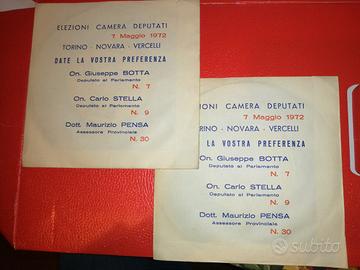 ELEZIONI CAMERA DEPUTATI
7 Maggio 1972
TORINO - NOVARA - VERCELLI
DATE LA VOSTRA PREFERENZA
On. Giuseppe BOTTA
Deputato al Parlamento
N. 7
On. Carlo STELLA
Deputato al Parlamento
N. 9
Dott. Maurizio PENSA
Assessore Provinciale
N. 30
ZIONI CAMERA DEPUTATI
7 Maggio 1972
RINO - NOVARA - VERCELLI
LA VOSTRA PREFERENZA
On. Giuseppe BOTTA
Deputato al Parlamento
N. 7
On. Carlo STELLA
Deputato al Parlamento
N. 9
Dott. Maurizio PENSA
Assessore Provinciale
N. 30
subito